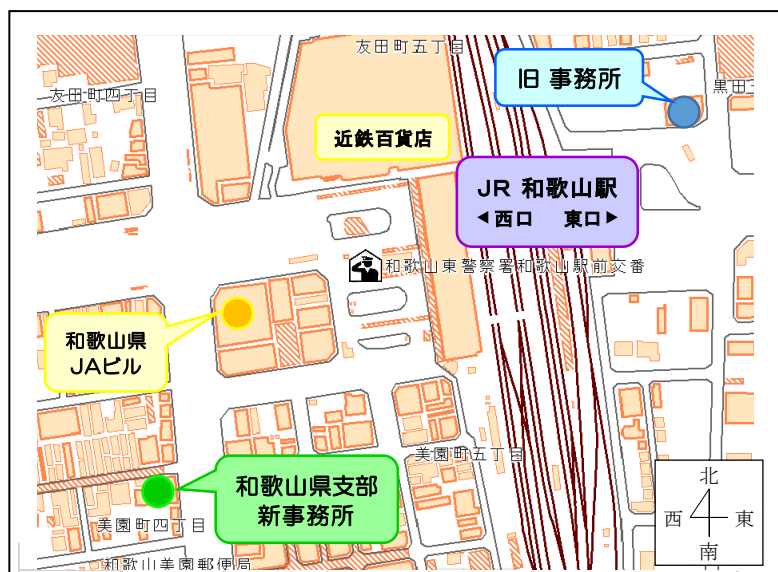 友田町五丁目
旧 事務所
黒田
友田町四丁目
近鉄百貨店
JR 和歌山駅
◀西口 東口▶
和歌山東警察署和歌山駅前交番
和歌山県
JAビル
美園町五丁目
和歌山県支部
新事務所
美園町四丁目
和歌山美園郵便局
北
西 東
南